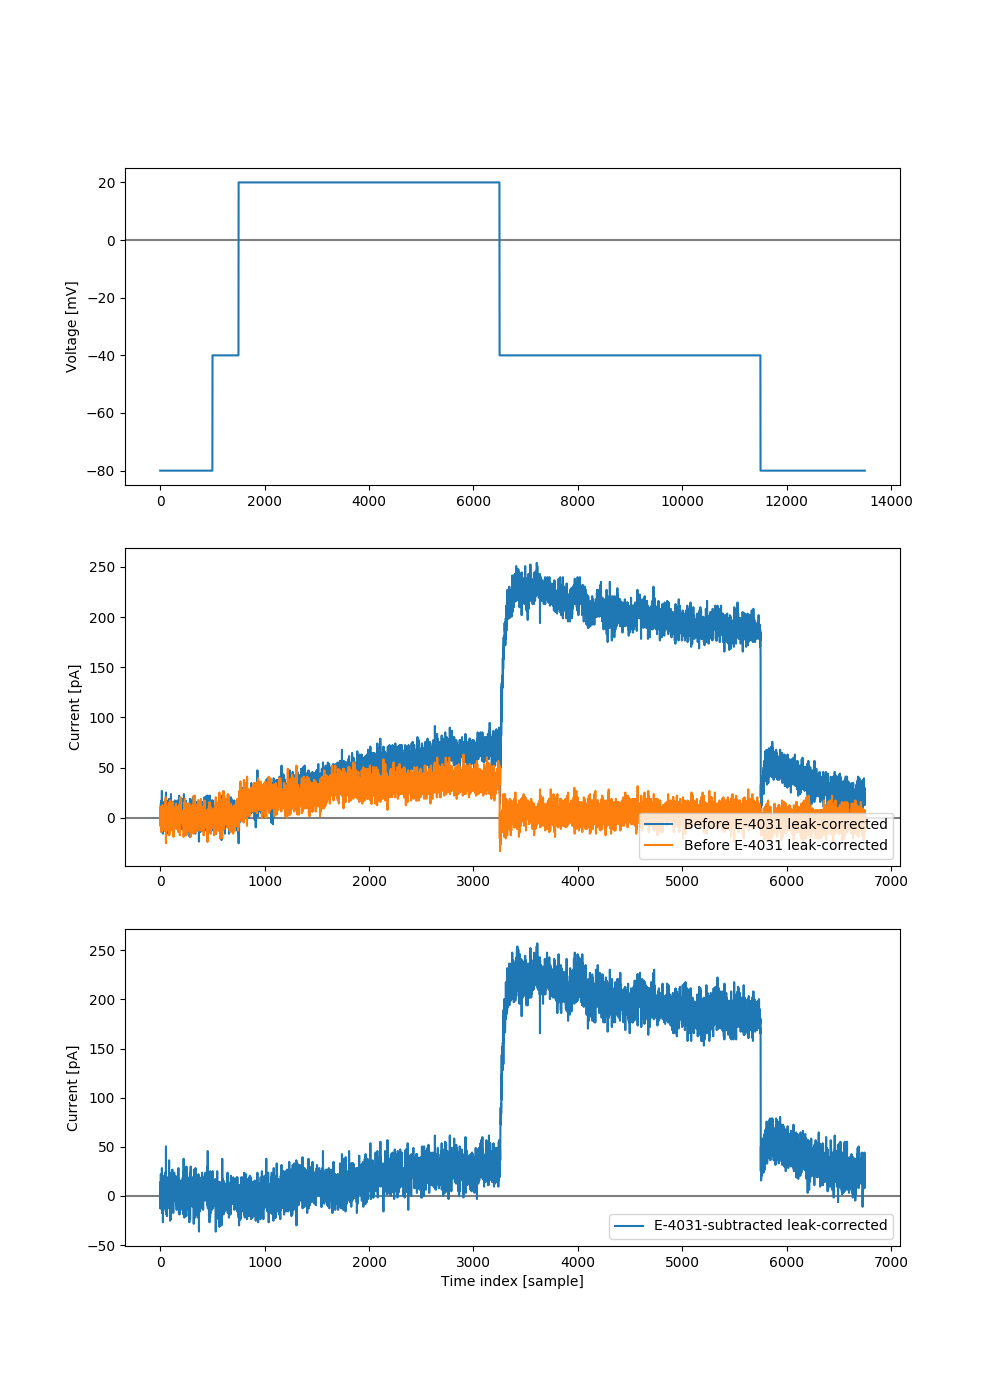 20
0
−20
−40
−60
−80
Voltage [mV]
0 2000 4000 6000 8000 10000 12000 14000
250
200
150
100
50
0
Current [pA]
Before E-4031 leak-corrected
Before E-4031 leak-corrected
0 1000 2000 3000 4000 5000 6000 7000
250
200
150
100
50
0
−50
Current [pA]
E-4031-subtracted leak-corrected
0 1000 2000 3000 4000 5000 6000 7000
Time index [sample]